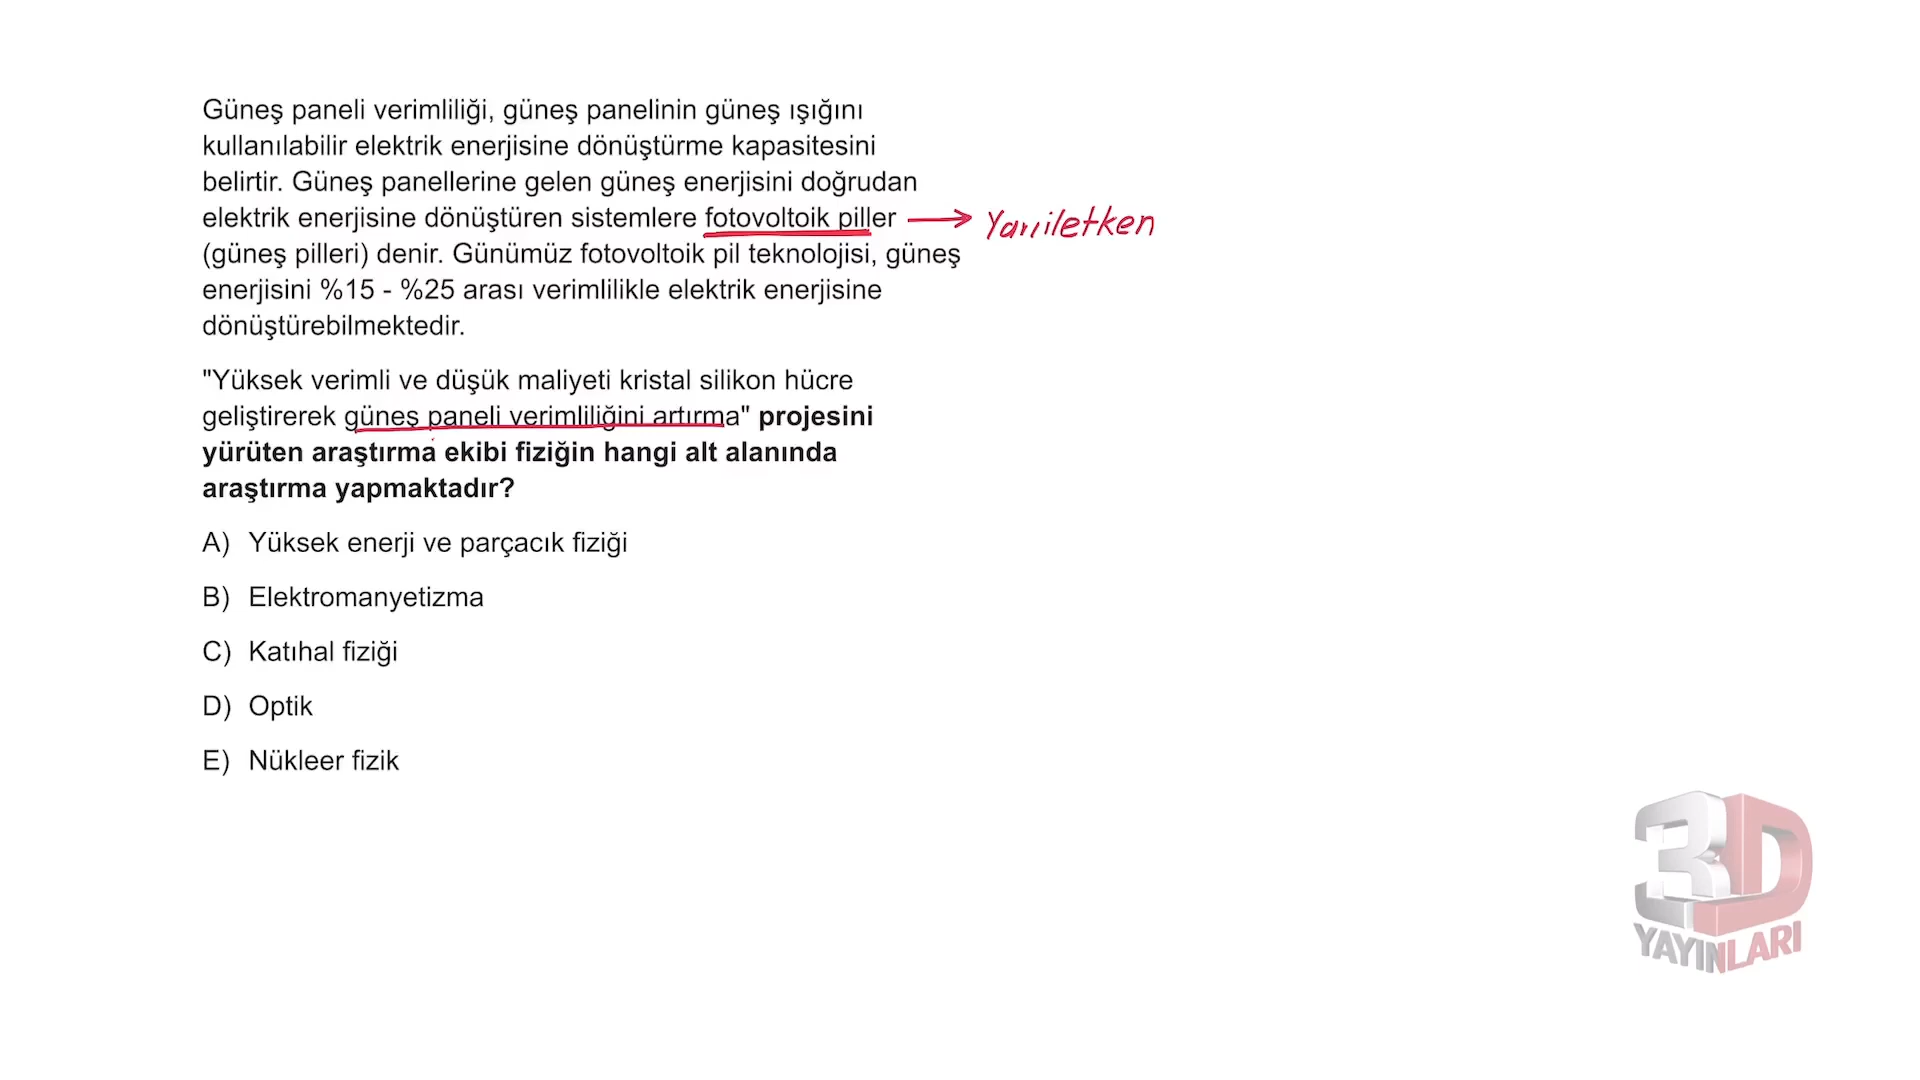 Güneş paneli verimliliği, güneş panelinin güneş ışığını
kullanılabilir elektrik enerjisine dönüştürme kapasitesini
belirtir. Güneş panellerine gelen güneş enerjisini doğrudan
elektrik enerjisine dönüştüren sistemlere fotovoltoik piller → Yarıiletken
(güneş pilleri) denir. Günümüz fotovoltoik pil teknolojisi, güneş
enerjisini %15 - %25 arası verimlilikle elektrik enerjisine
dönüştürebilmektedir.
"Yüksek verimli ve düşük maliyeti kristal silikon hücre
geliştirerek güneş paneli verimliliğini artırma" projesini
yürüten araştırma ekibi fiziğin hangi alt alanında
araştırma yapmaktadır?
A) Yüksek enerji ve parçacık fiziği
B) Elektromanyetizma
C) Katıhal fiziği
D) Optik
E) Nükleer fizik
3D
YAYINLARI